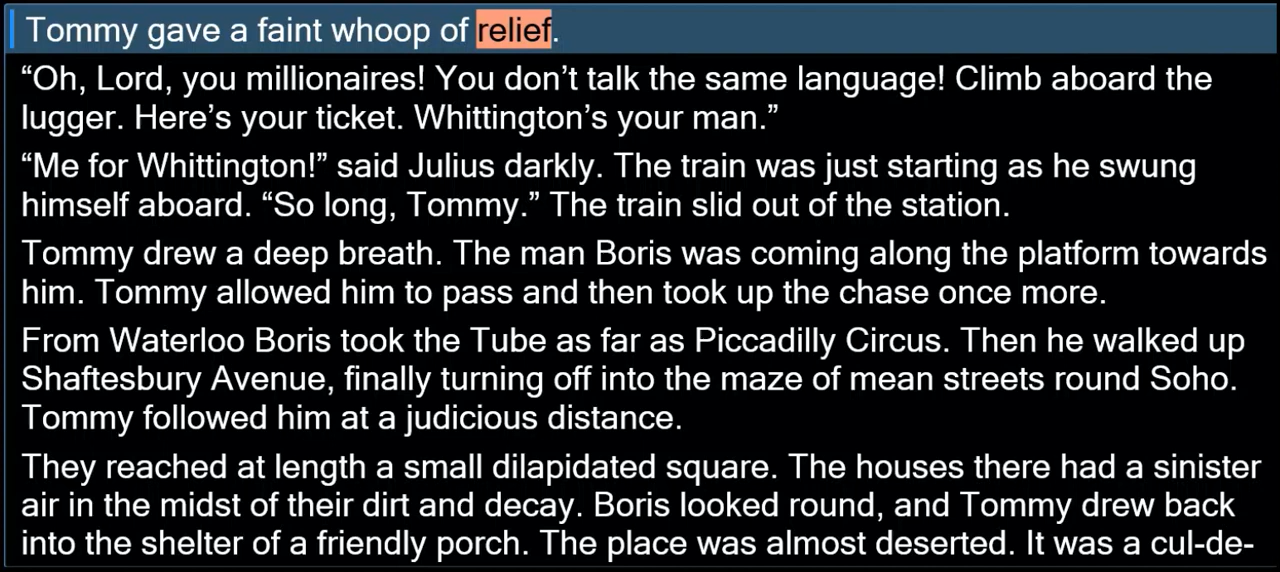 Tommy gave a faint whoop of relief.
“Oh, Lord, you millionaires! You don’t talk the same language! Climb aboard the
lugger. Here’s your ticket. Whittington’s your man.”
“Me for Whittington!” said Julius darkly. The train was just starting as he swung
himself aboard. “So long, Tommy.” The train slid out of the station.
Tommy drew a deep breath. The man Boris was coming along the platform towards
him. Tommy allowed him to pass and then took up the chase once more.
From Waterloo Boris took the Tube as far as Piccadilly Circus. Then he walked up
Shaftesbury Avenue, finally turning off into the maze of mean streets round Soho.
Tommy followed him at a judicious distance.
They reached at length a small dilapidated square. The houses there had a sinister
air in the midst of their dirt and decay. Boris looked round, and Tommy drew back
into the shelter of a friendly porch. The place was almost deserted. It was a cul-de-